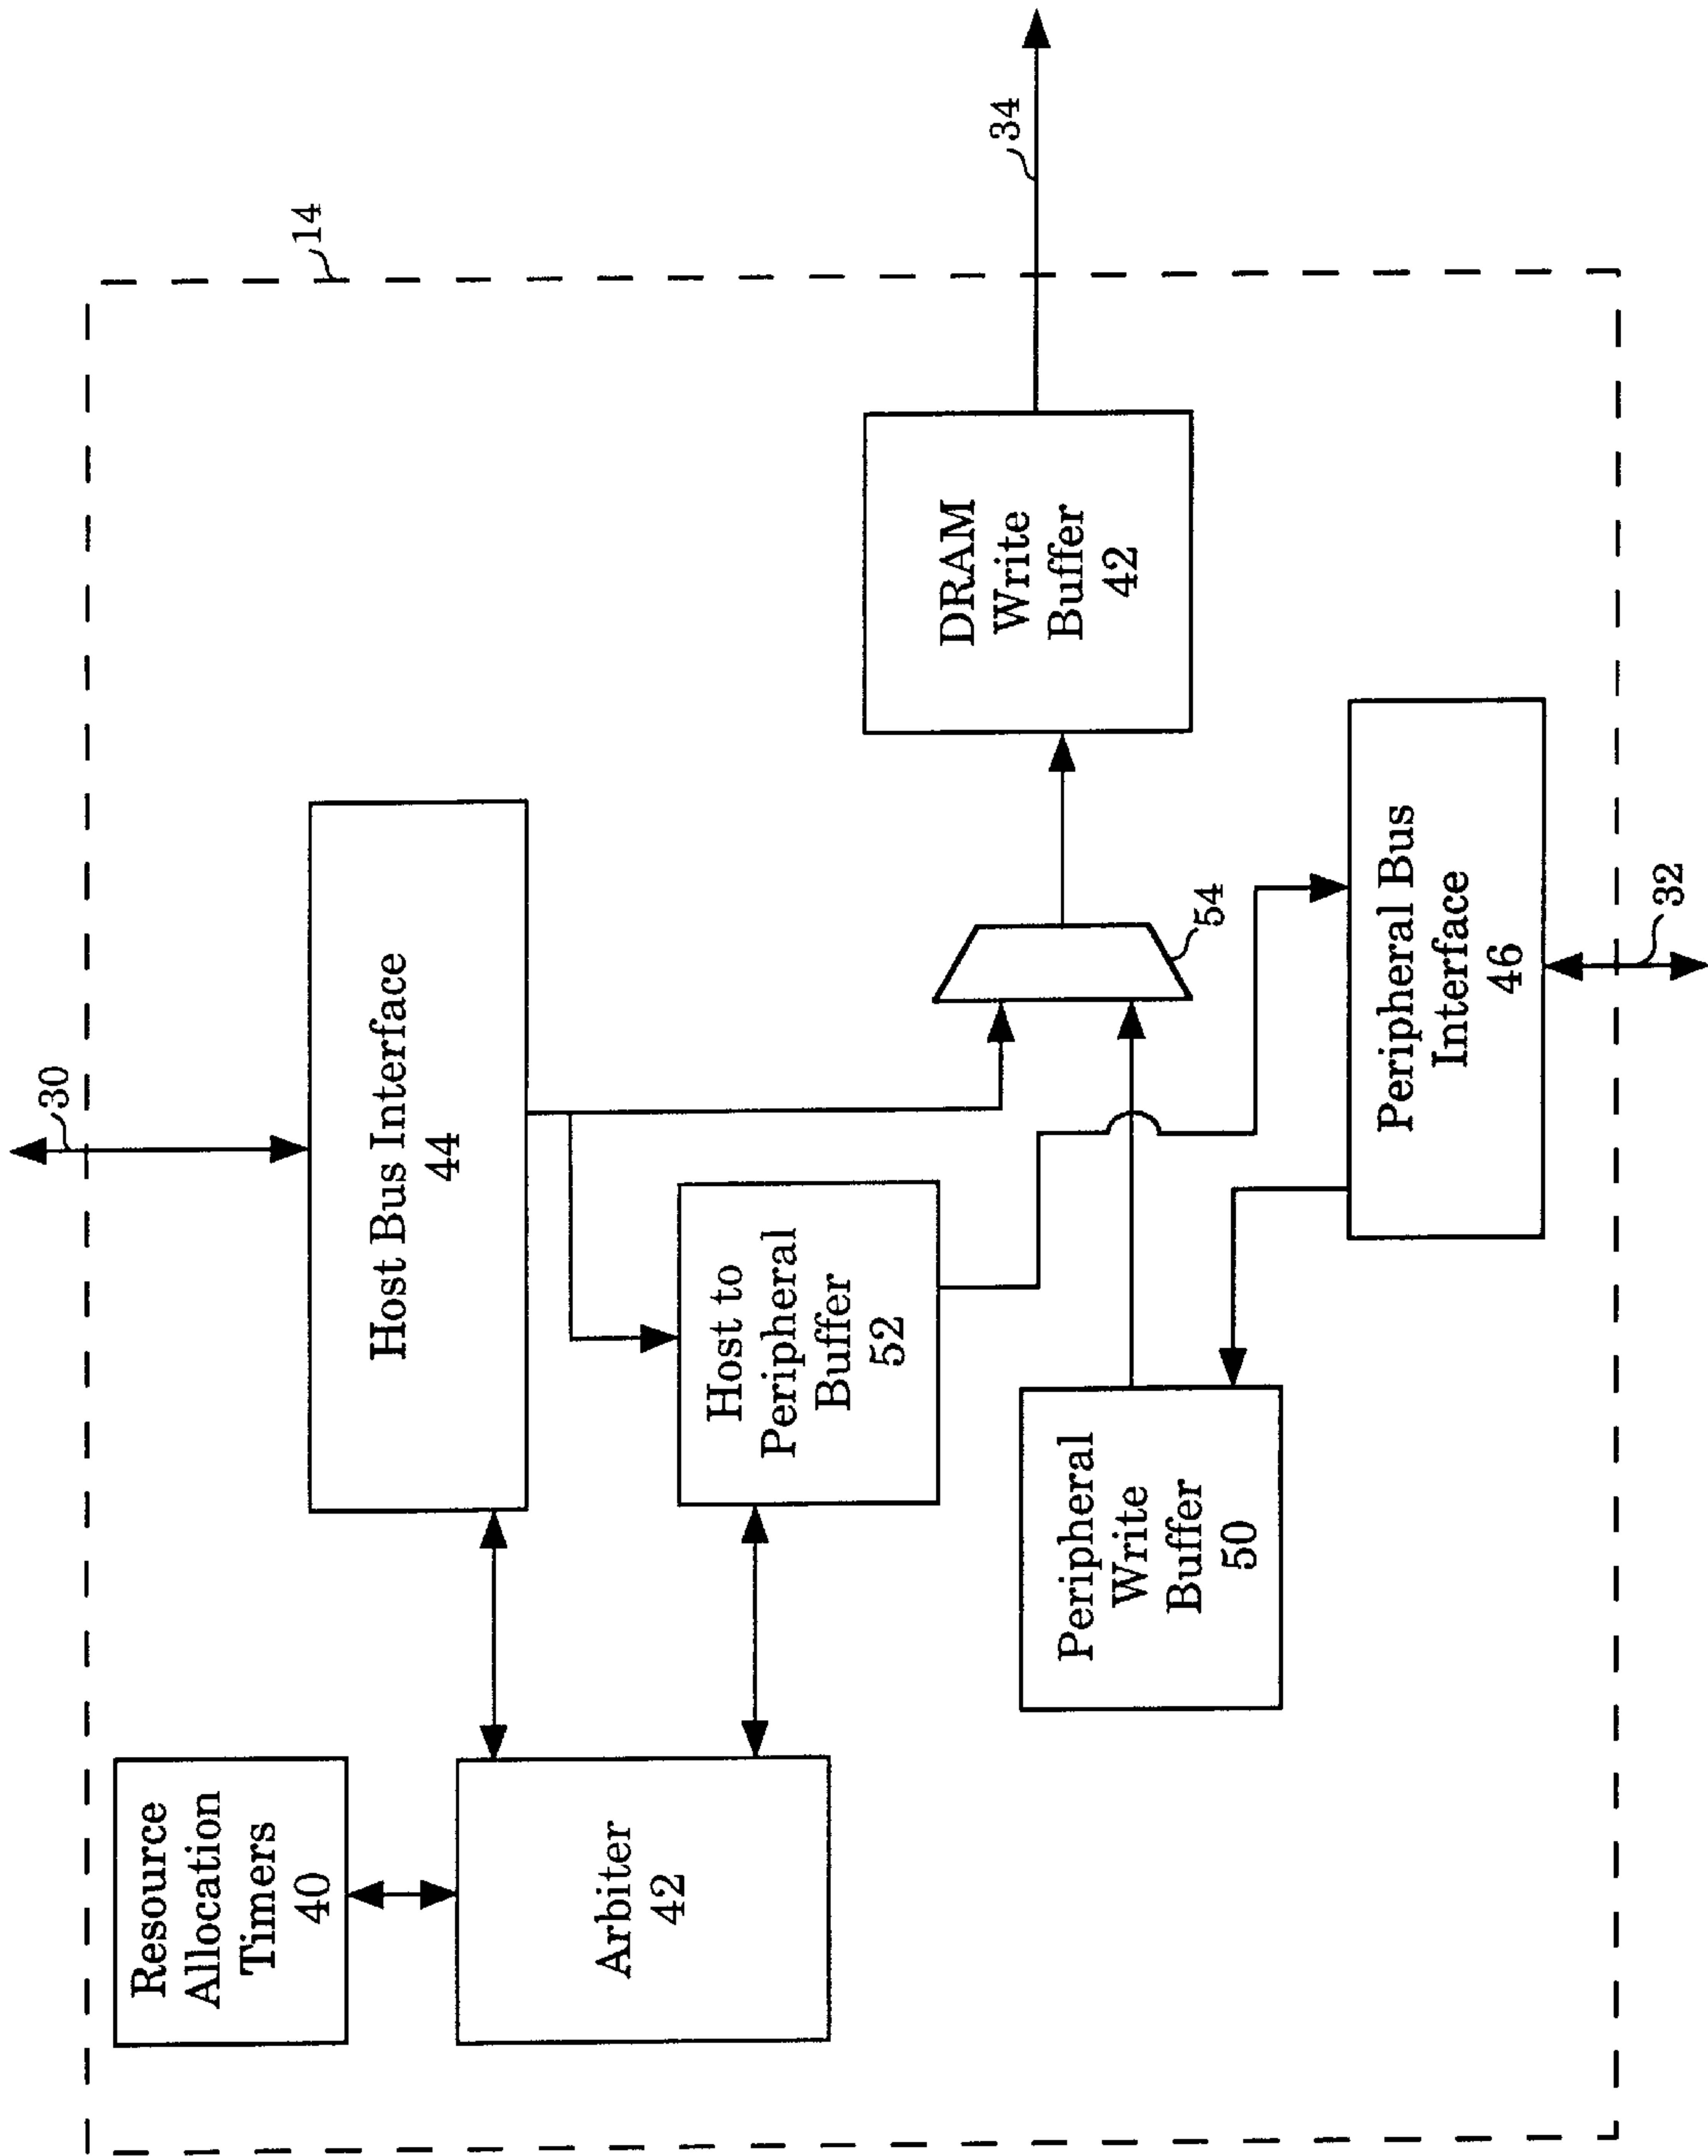 14
30
34
Resource
Allocation
Timers
40
Host Bus Interface
44
Arbiter
42
Host to
Peripheral
Buffer
52
DRAM
Write
Buffer
42
54
Peripheral
Write
Buffer
50
Peripheral Bus
Interface
46
32